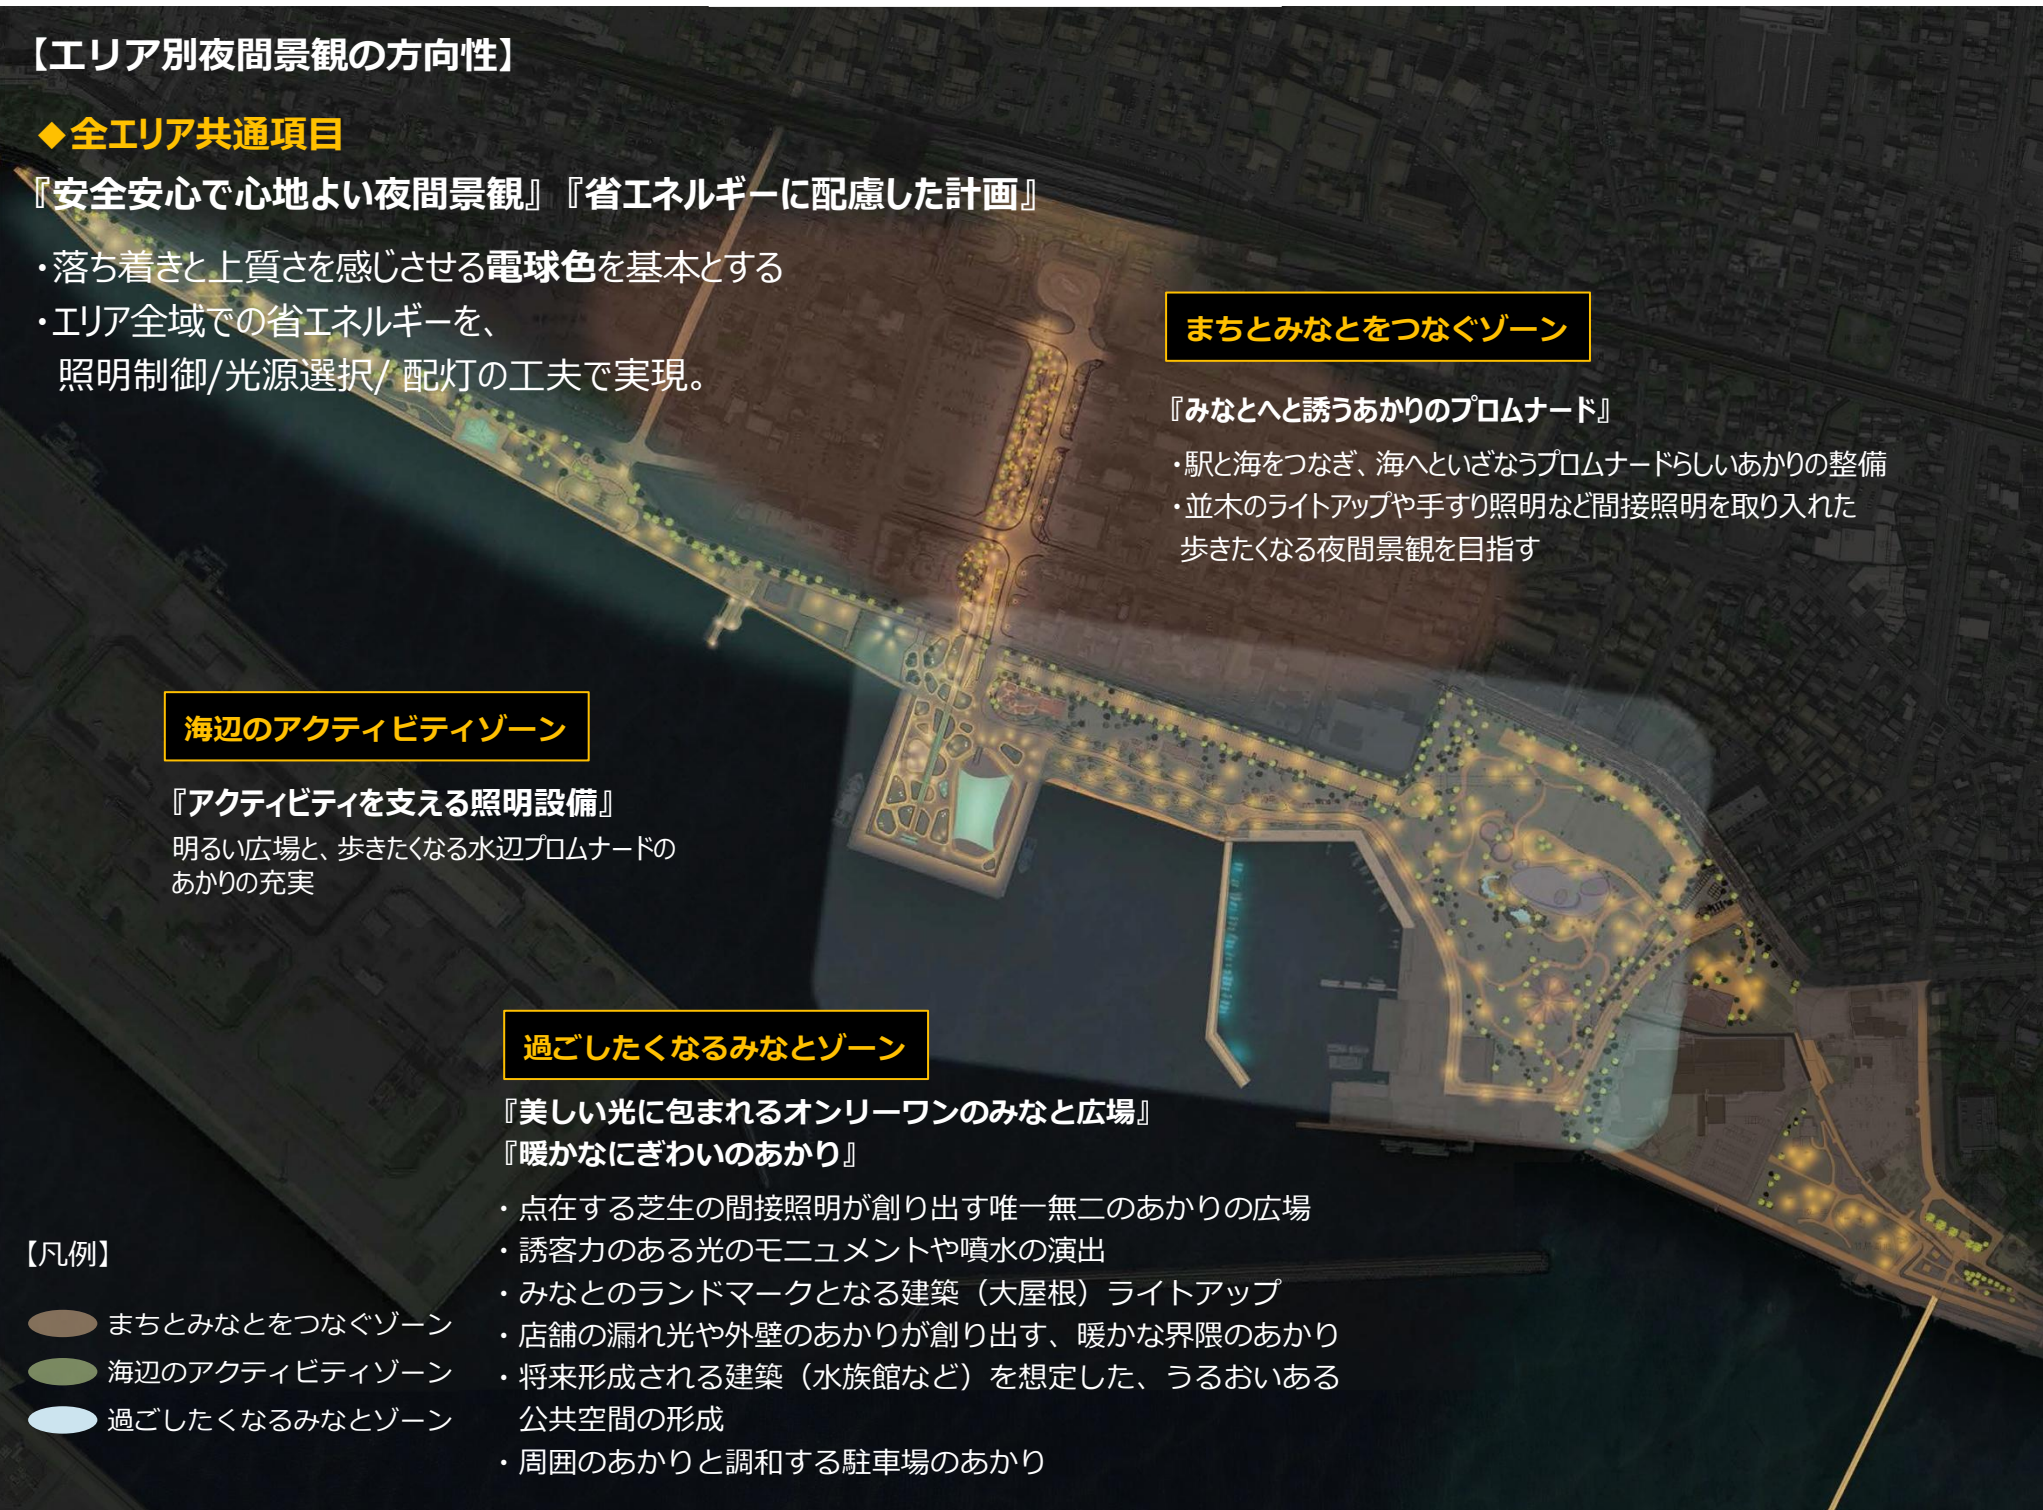 【エリア別夜間景観の方向性】
◆全エリア共通項目
『安全安心で心地よい夜間景観』『省エネルギーに配慮した計画』
・落ち着きと上質さを感じさせる電球色を基本とする
・エリア全域での省エネルギーを、
照明制御/光源選択/ 配灯の工夫で実現。
まちとみなとをつなぐゾーン
『みなとへと誘うあかりのプロムナード』
・駅と海をつなぎ、海へといざなうプロムナードらしいあかりの整備
・並木のライトアップや手すり照明など間接照明を取り入れた
歩きたくなる夜間景観を目指す
海辺のアクティビティゾーン
『アクティビティを支える照明設備』
明るい広場と、歩きたくなる水辺プロムナードの
あかりの充実
過ごしたくなるみなとゾーン
『美しい光に包まれるオンリーワンのみなと広場』
『暖かなにぎわいのあかり』
・点在する芝生の間接照明が創り出す唯一無二のあかりの広場
・誘客力のある光のモニュメントや噴水の演出
・みなとのランドマークとなる建築（大屋根）ライトアップ
・店舗の漏れ光や外壁のあかりが創り出す、暖かな界隈のあかり
・将来形成される建築（水族館など）を想定した、うるおいある
公共空間の形成
・周囲のあかりと調和する駐車場のあかり
【凡例】
まちとみなとをつなぐゾーン
海辺のアクティビティゾーン
過ごしたくなるみなとゾーン